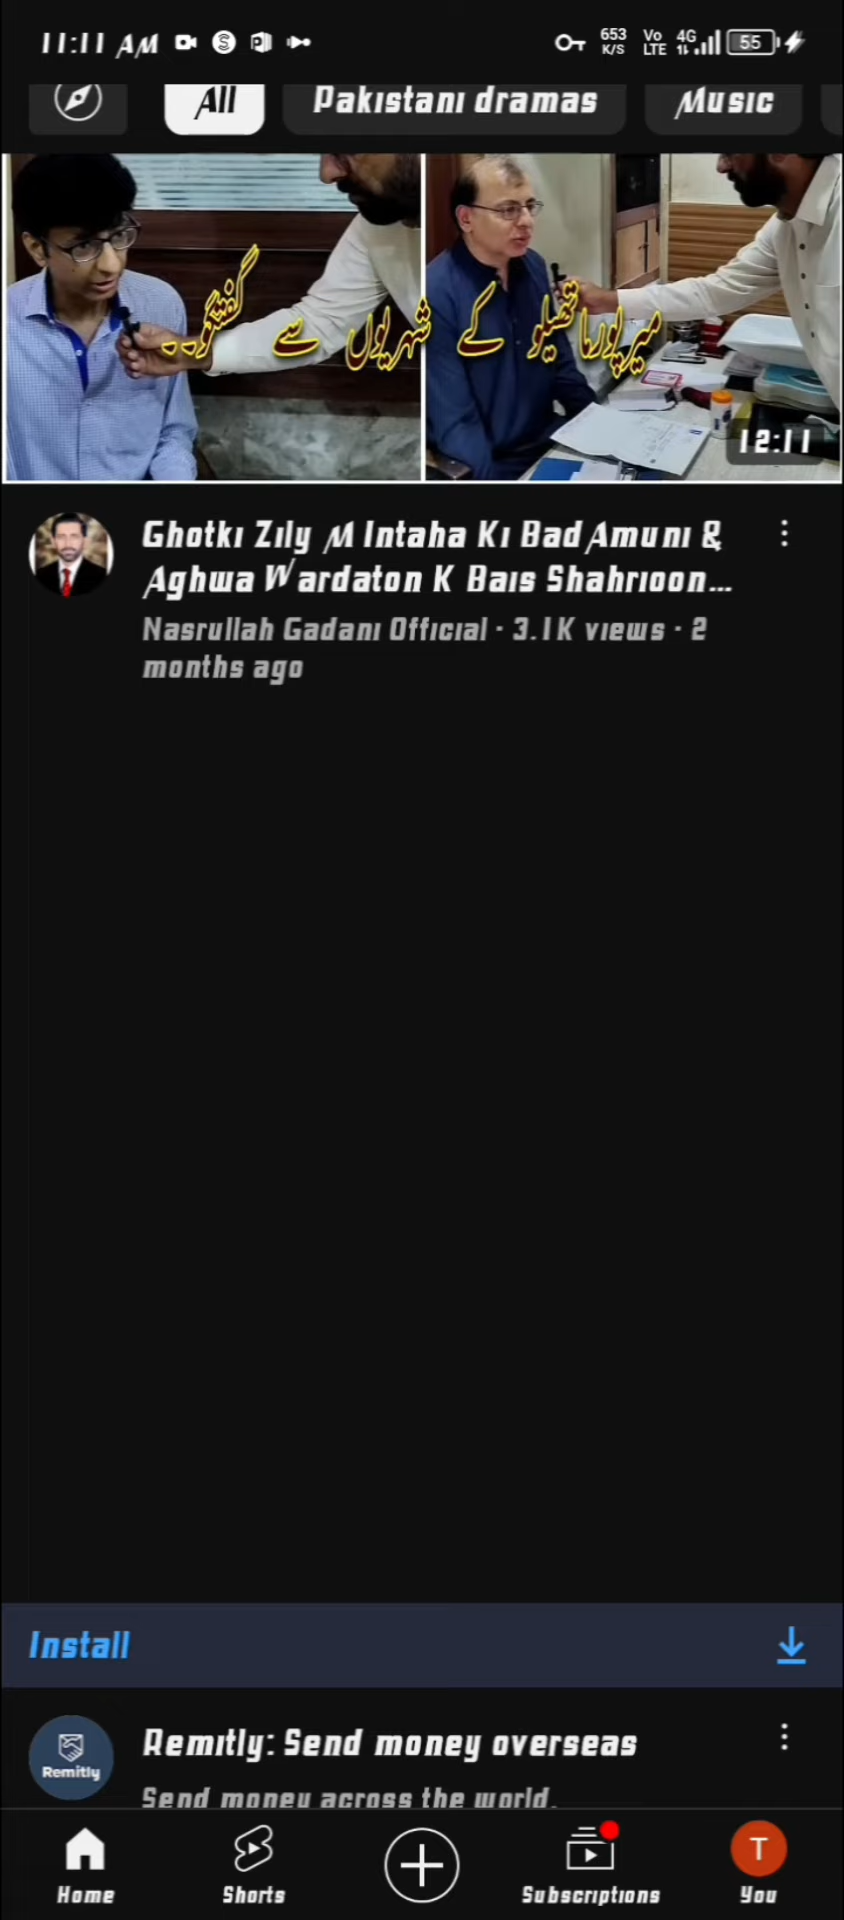 11:11 AM
653 K/S Vo LTE 4G 55
All Pakistani dramas Music
میرپورماتھیلو کے شہریوں سے گفتگو..
12:11
Ghotki Zily M Intaha Ki Bad Amuni &
Aghwa Wardaton K Bais Shahrioon...
Nasrullah Gadani Official · 3.1K views · 2
months ago
Install
Remitly
Remitly: Send money overseas
Send money across the world.
Home Shorts Subscriptions T You